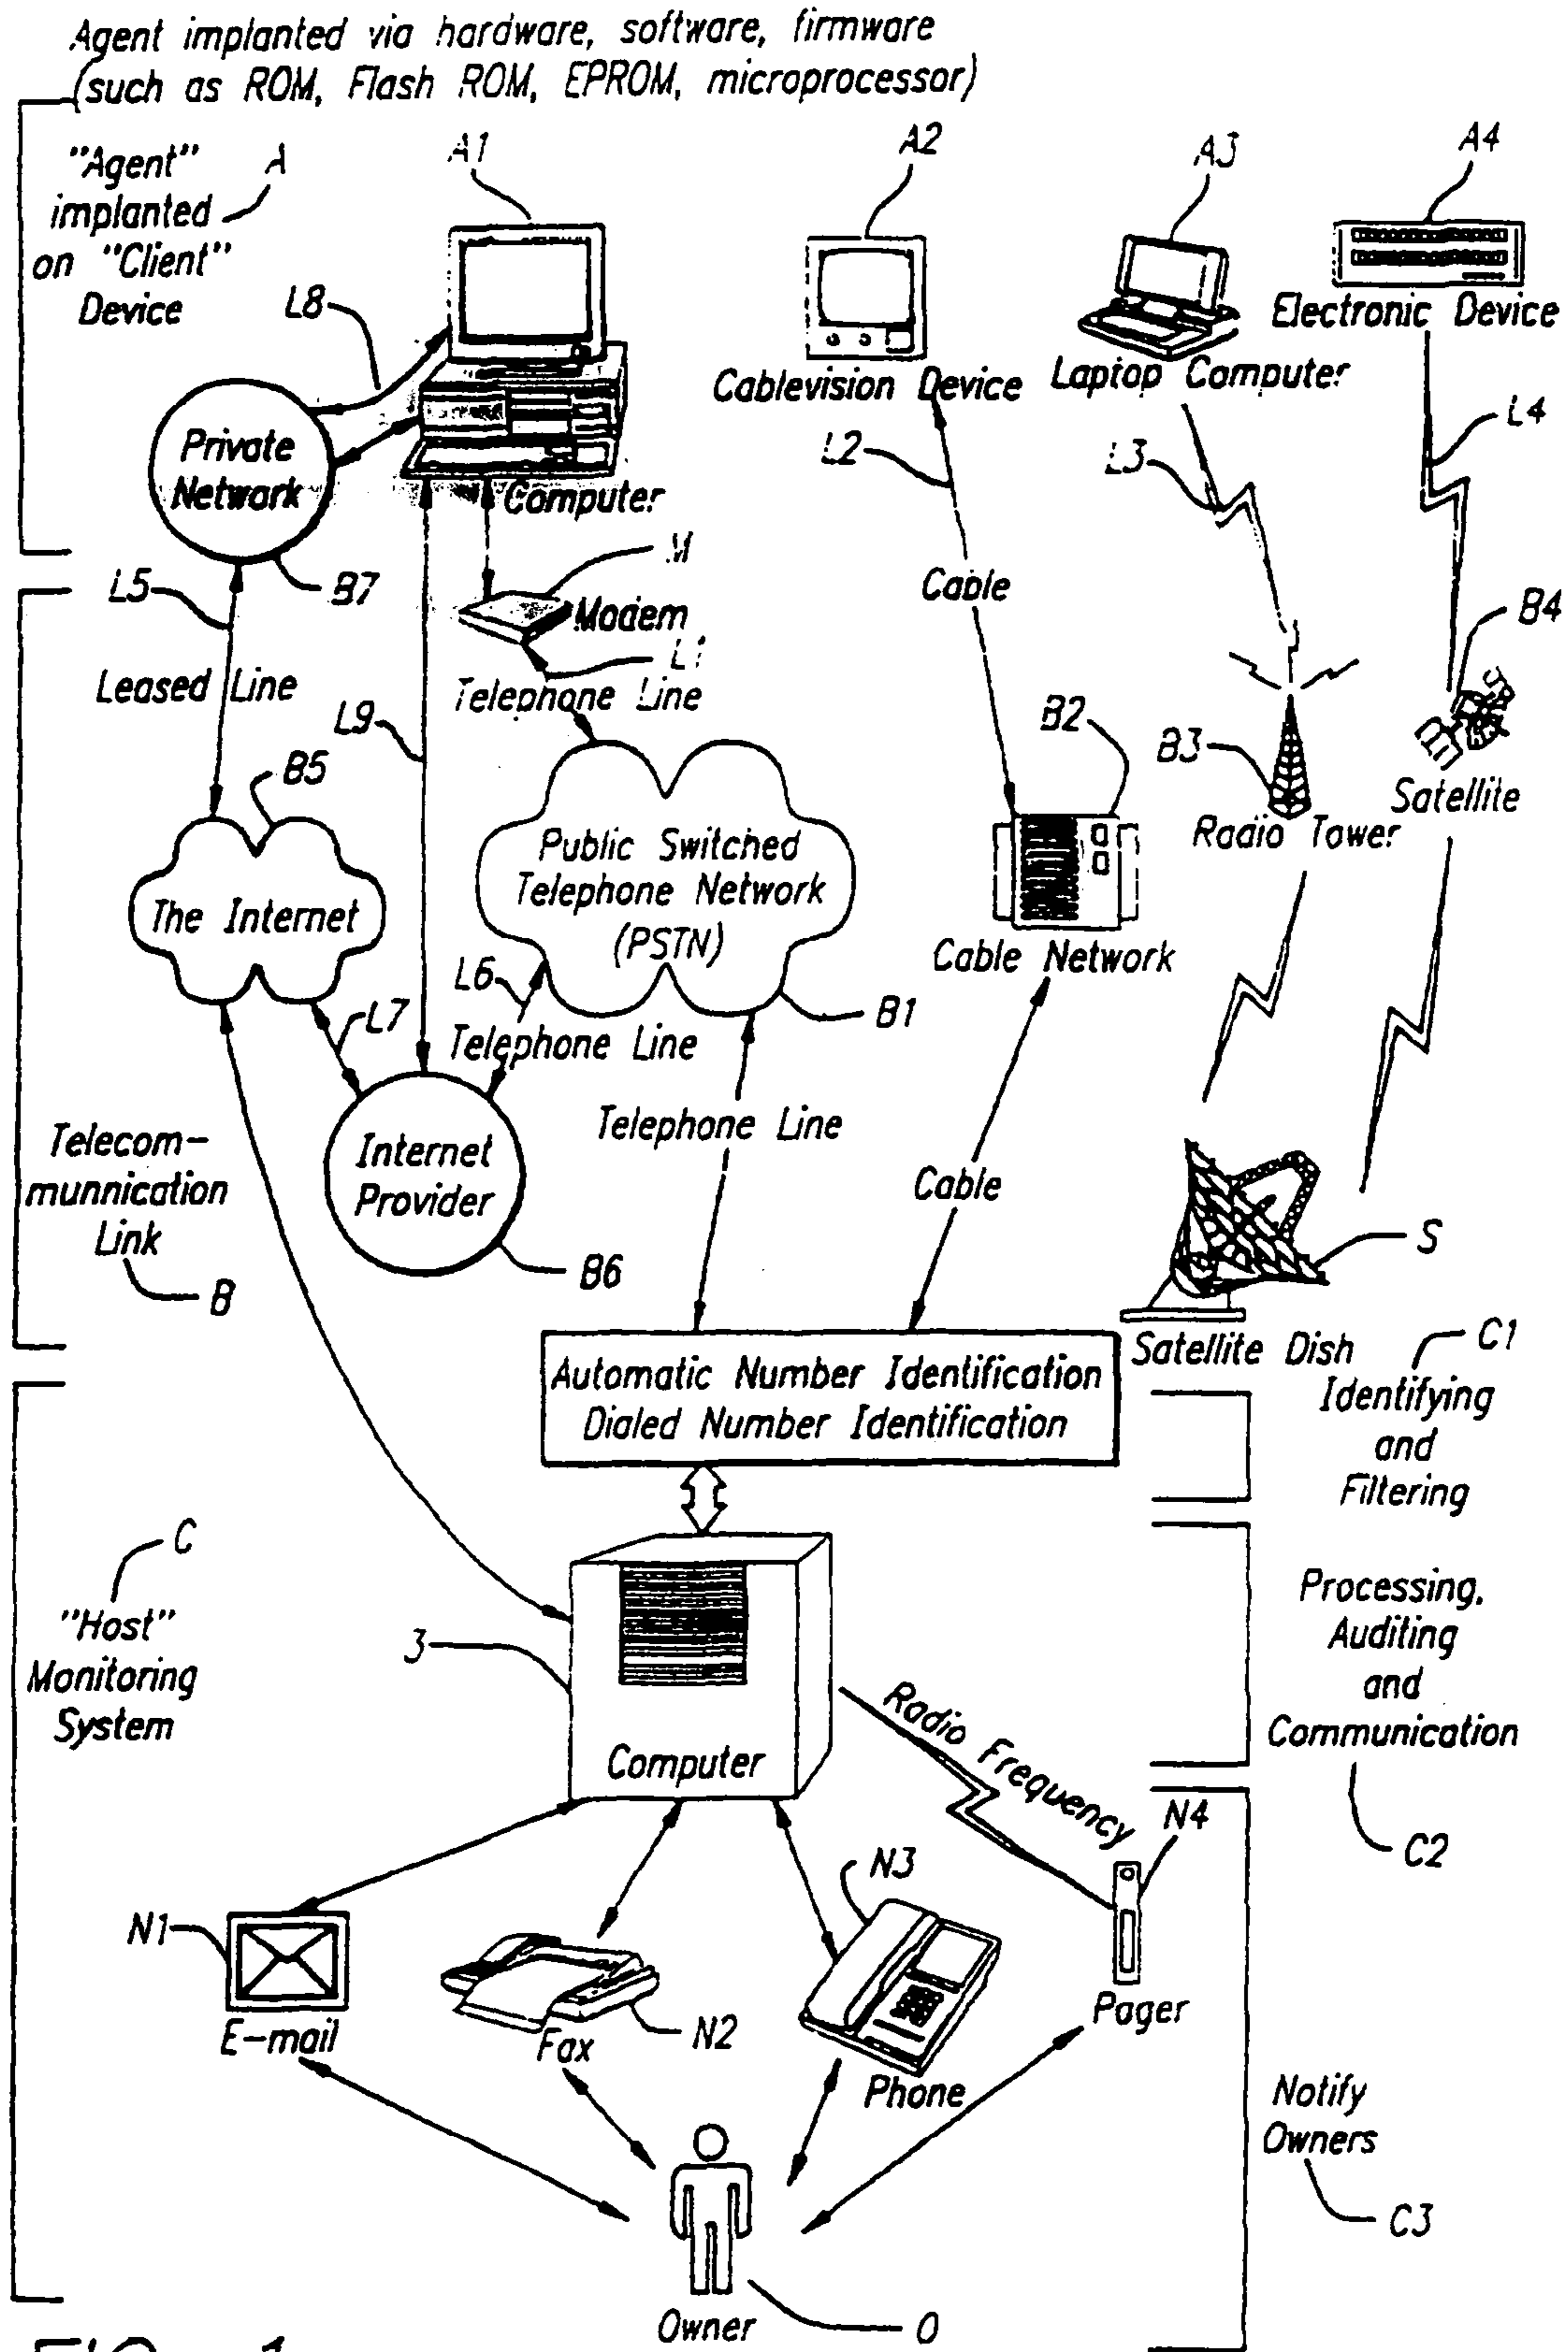 Agent implanted via hardware, software, firmware
(such as ROM, Flash ROM, EPROM, microprocessor)
"Agent"
implanted
on "Client"
Device
A
A1
A2
A3
A4
L8
Private
Network
Computer
Cablevision Device
Laptop Computer
Electronic Device
L2
L3
L4
L5
B7
M
Modem
L1
Cable
B4
Leased Line
L9
Telephone Line
B2
B3
B5
Satellite
Radio Tower
Public Switched
Telephone Network
(PSTN)
The Internet
Cable Network
L6
B1
L7
Telephone Line
Telephone Line
Telecom-
munnication
Link
B
Internet
Provider
B6
Cable
S
Satellite Dish
Automatic Number Identification
Dialed Number Identification
C1
Identifying
and
Filtering
C
"Host"
Monitoring
System
3
Computer
Processing,
Auditing
and
Communication
C2
Radio Frequency
N4
N3
N1
E-mail
N2
Fax
Phone
Pager
Notify
Owners
C3
Owner
O